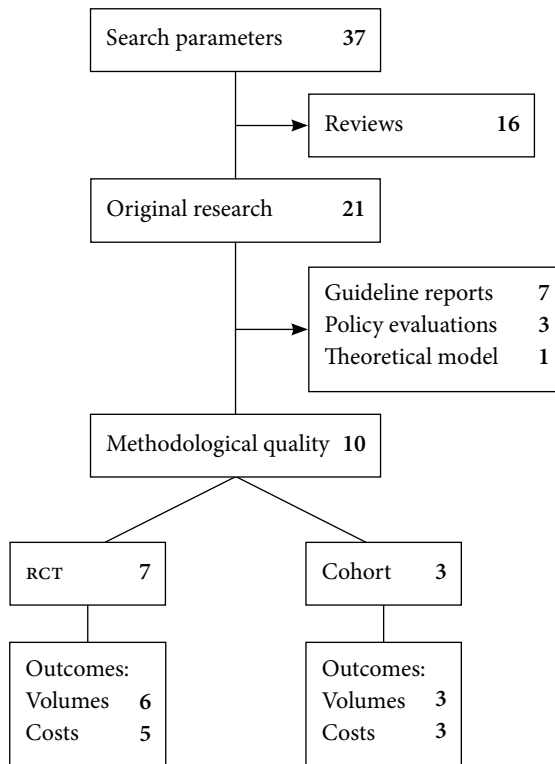 Search parameters 37
Reviews 16
Original research 21
Guideline reports 7
Policy evaluations 3
Theoretical model 1
Methodological quality 10
RCT 7
Cohort 3
Outcomes:
Volumes 6
Costs 5
Outcomes:
Volumes 3
Costs 3